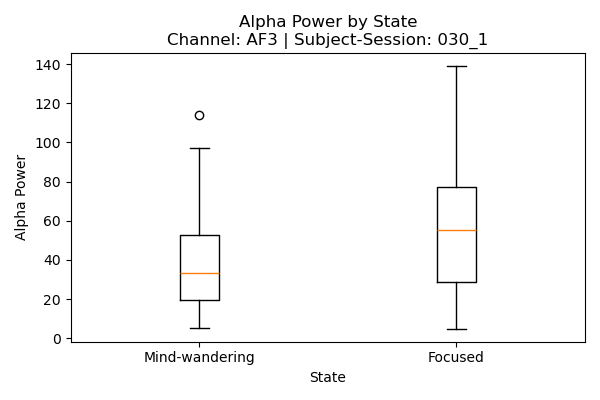 Alpha Power by State
Channel: AF3 | Subject-Session: 030_1
140
120
100
80
60
40
20
0
Alpha Power
Mind-wandering
Focused
State